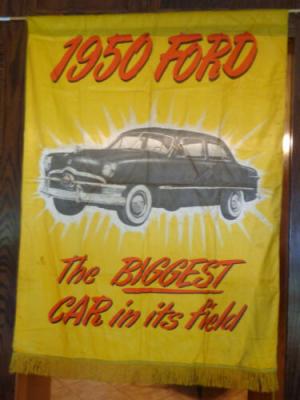 1950 FORD
The BIGGEST
CAR in its field